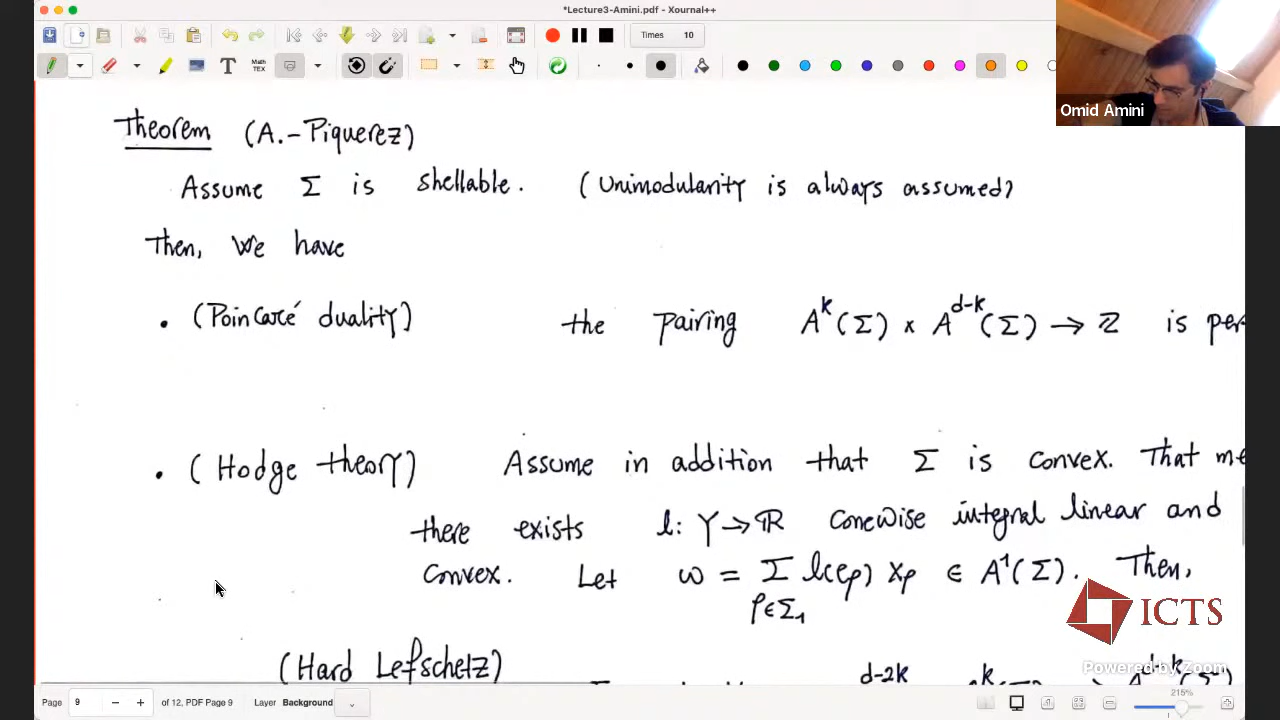 *Lecture3-Amini.pdf - Xournal++
Times 10
Omid Amini
Theorem (A.-Piquerez)
Assume Σ is shellable. (Unimodularity is always assumed)
Then, we have
• (Poincaré duality) the pairing A^k(Σ) × A^{d-k}(Σ) → ℤ is per
• (Hodge theory) Assume in addition that Σ is convex. That me
there exists l: Y → ℝ conewise integral linear and
convex. Let ω = Σ_{ρ∈Σ_1} l(e_ρ) x_ρ ∈ A^1(Σ). Then,
ICTS
(Hard Lefschetz)
d-2k
Powered by Zoom
Page 9 of 12, PDF Page 9 Layer Background 215%